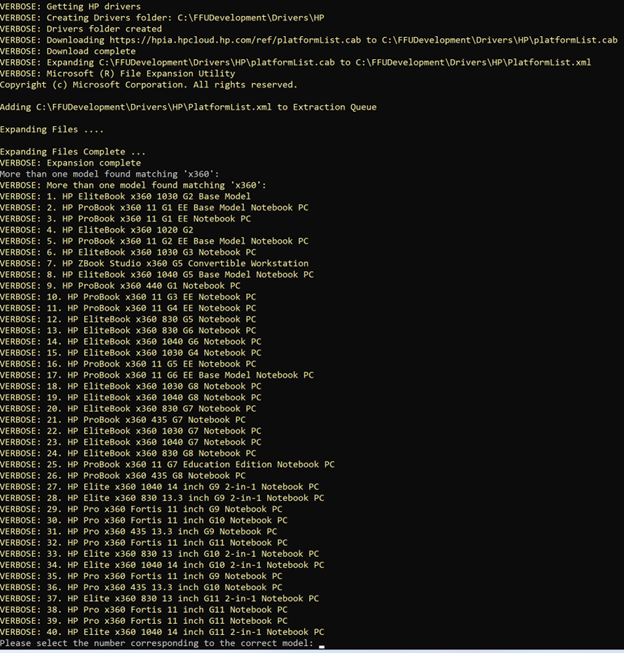 VERBOSE: Getting HP drivers
VERBOSE: Creating Drivers folder: C:\FFUDevelopment\Drivers\HP
VERBOSE: Drivers folder created
VERBOSE: Downloading https://hpia.hpcloud.hp.com/ref/platformList.cab to C:\FFUDevelopment\Drivers\HP\platformList.cab
VERBOSE: Download complete
VERBOSE: Expanding C:\FFUDevelopment\Drivers\HP\platformList.cab to C:\FFUDevelopment\Drivers\HP\PlatformList.xml
VERBOSE: Microsoft (R) File Expansion Utility
Copyright (c) Microsoft Corporation. All rights reserved.
Adding C:\FFUDevelopment\Drivers\HP\PlatformList.xml to Extraction Queue
Expanding Files ....
Expanding Files Complete ...
VERBOSE: Expansion complete
More than one model found matching 'x360':
VERBOSE: More than one model found matching 'x360':
VERBOSE: 1. HP EliteBook x360 1030 G2 Base Model
VERBOSE: 2. HP ProBook x360 11 G1 EE Base Model Notebook PC
VERBOSE: 3. HP ProBook x360 11 G1 EE Notebook PC
VERBOSE: 4. HP EliteBook x360 1020 G2
VERBOSE: 5. HP ProBook x360 11 G2 EE Base Model Notebook PC
VERBOSE: 6. HP EliteBook x360 1030 G3 Notebook PC
VERBOSE: 7. HP ZBook Studio x360 G5 Convertible Workstation
VERBOSE: 8. HP EliteBook x360 1040 G5 Base Model Notebook PC
VERBOSE: 9. HP ProBook x360 440 G1 Notebook PC
VERBOSE: 10. HP ProBook x360 11 G3 EE Notebook PC
VERBOSE: 11. HP ProBook x360 11 G4 EE Notebook PC
VERBOSE: 12. HP EliteBook x360 830 G5 Notebook PC
VERBOSE: 13. HP EliteBook x360 830 G6 Notebook PC
VERBOSE: 14. HP EliteBook x360 1040 G6 Notebook PC
VERBOSE: 15. HP EliteBook x360 1030 G4 Notebook PC
VERBOSE: 16. HP ProBook x360 11 G5 EE Notebook PC
VERBOSE: 17. HP ProBook x360 11 G6 EE Base Model Notebook PC
VERBOSE: 18. HP EliteBook x360 1030 G8 Notebook PC
VERBOSE: 19. HP EliteBook x360 1040 G8 Notebook PC
VERBOSE: 20. HP EliteBook x360 830 G7 Notebook PC
VERBOSE: 21. HP ProBook x360 435 G7 Notebook PC
VERBOSE: 22. HP EliteBook x360 1030 G7 Notebook PC
VERBOSE: 23. HP EliteBook x360 1040 G7 Notebook PC
VERBOSE: 24. HP EliteBook x360 830 G8 Notebook PC
VERBOSE: 25. HP ProBook x360 11 G7 Education Edition Notebook PC
VERBOSE: 26. HP ProBook x360 435 G8 Notebook PC
VERBOSE: 27. HP Elite x360 1040 14 inch G9 2-in-1 Notebook PC
VERBOSE: 28. HP Elite x360 830 13.3 inch G9 2-in-1 Notebook PC
VERBOSE: 29. HP Pro x360 Fortis 11 inch G9 Notebook PC
VERBOSE: 30. HP Pro x360 Fortis 11 inch G10 Notebook PC
VERBOSE: 31. HP Pro x360 435 13.3 inch G9 Notebook PC
VERBOSE: 32. HP Pro x360 Fortis 11 inch G11 Notebook PC
VERBOSE: 33. HP Elite x360 830 13 inch G10 2-in-1 Notebook PC
VERBOSE: 34. HP Elite x360 1040 14 inch G10 2-in-1 Notebook PC
VERBOSE: 35. HP Pro x360 Fortis 11 inch G9 Notebook PC
VERBOSE: 36. HP Pro x360 435 13.3 inch G10 Notebook PC
VERBOSE: 37. HP Elite x360 830 13 inch G11 2-in-1 Notebook PC
VERBOSE: 38. HP Pro x360 Fortis 11 inch G11 Notebook PC
VERBOSE: 39. HP Pro x360 Fortis 11 inch G11 Notebook PC
VERBOSE: 40. HP Elite x360 1040 14 inch G11 2-in-1 Notebook PC
Please select the number corresponding to the correct model: